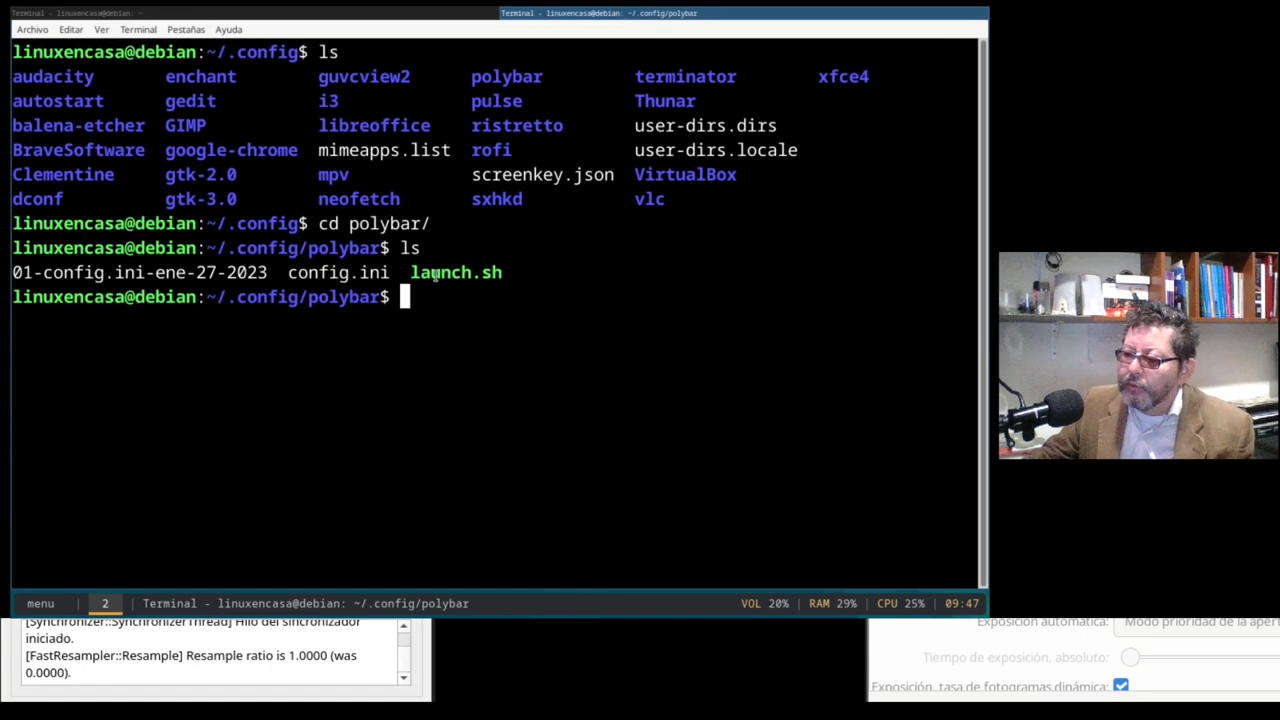 Terminal - linuxencasa@debian: ~
Terminal - linuxencasa@debian: ~/.config/polybar
Archivo Editar Ver Terminal Pestañas Ayuda
linuxencasa@debian:~/.config$ ls
audacity enchant guvcview2 polybar terminator xfce4
autostart gedit i3 pulse Thunar
balena-etcher GIMP libreoffice ristretto user-dirs.dirs
BraveSoftware google-chrome mimeapps.list rofi user-dirs.locale
Clementine gtk-2.0 mpv screenkey.json VirtualBox
dconf gtk-3.0 neofetch sxhkd vlc
linuxencasa@debian:~/.config$ cd polybar/
linuxencasa@debian:~/.config/polybar$ ls
01-config.ini-ene-27-2023 config.ini launch.sh
linuxencasa@debian:~/.config/polybar$
menu | 2 | Terminal - linuxencasa@debian: ~/.config/polybar VOL 20% | RAM 29% | CPU 25% | 09:47
[Synchronizer::SynchronizerThread] Hilo del sincronizador
iniciado.
[FastResampler::Resample] Resample ratio is 1.0000 (was
0.0000).
Exposición automática: Modo prioridad de la apert
Tiempo de exposición, absoluto:
Exposición, tasa de fotogramas dinámica: